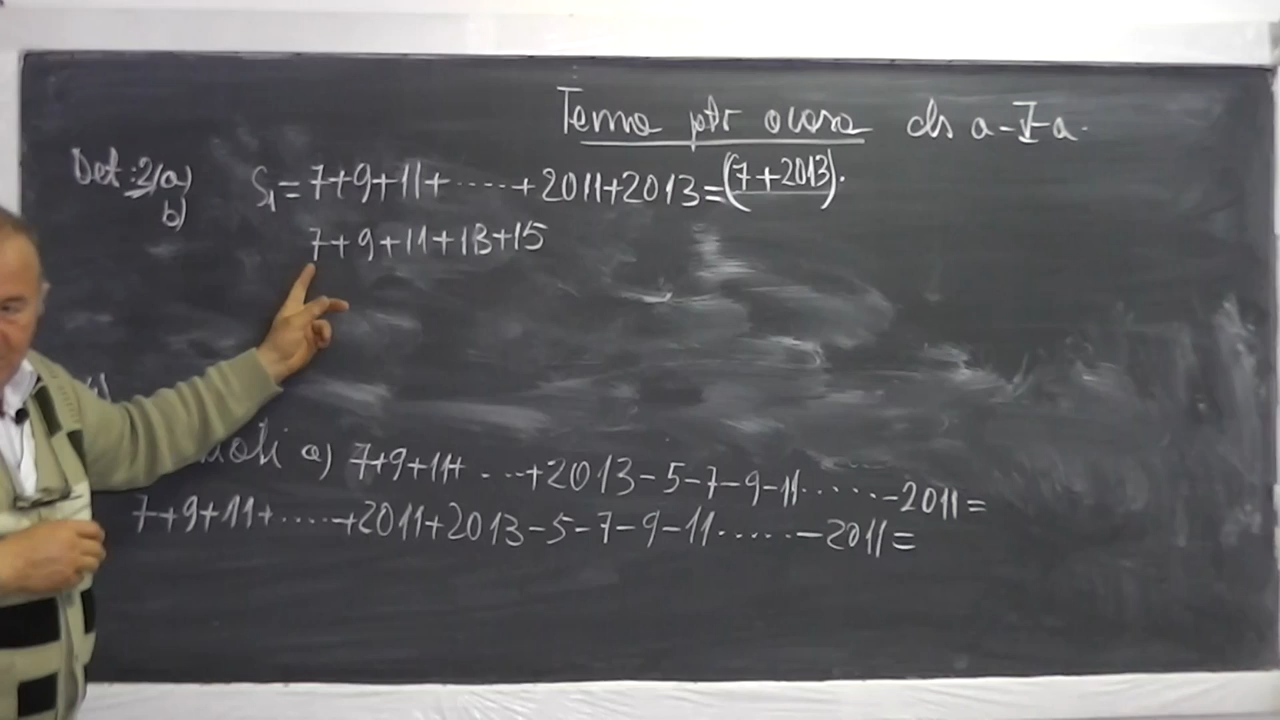 Tema ptr acasa cls a-V-a.
Det: 2/a) S₁=7+9+11+.....+2011+2013=(7+2013).
b)
7+9+11+13+15
a) 7+9+11+....+2013-5-7-9-11......-2011=
7+9+11+.....+2011+2013-5-7-9-11......-2011=